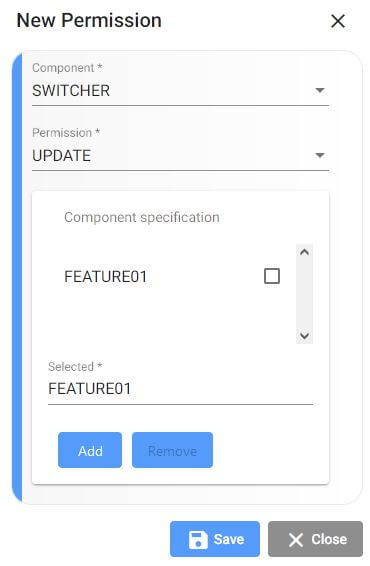 New Permission
Component *
SWITCHER
Permission *
UPDATE
Component specification
FEATURE01
Selected *
FEATURE01
Add Remove
Save Close